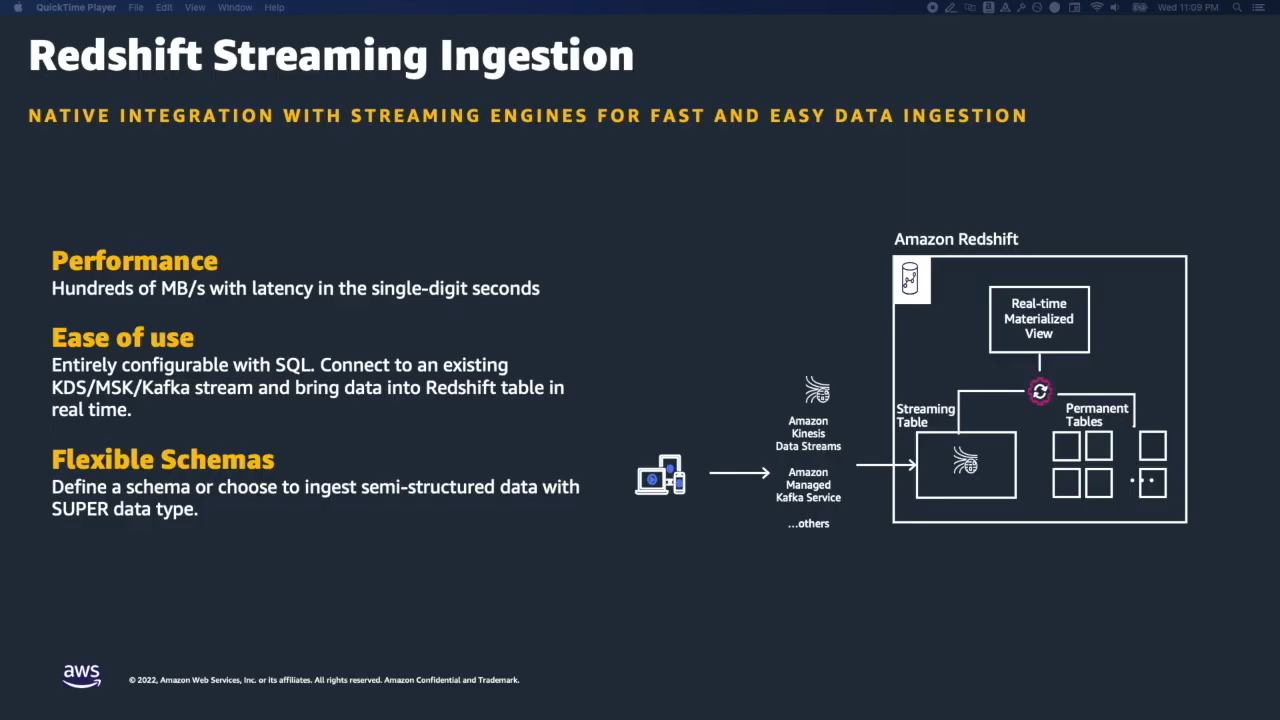 QuickTime Player File Edit View Window Help Wed 11:09 PM
Redshift Streaming Ingestion
NATIVE INTEGRATION WITH STREAMING ENGINES FOR FAST AND EASY DATA INGESTION
Performance
Hundreds of MB/s with latency in the single-digit seconds
Ease of use
Entirely configurable with SQL. Connect to an existing
KDS/MSK/Kafka stream and bring data into Redshift table in
real time.
Flexible Schemas
Define a schema or choose to ingest semi-structured data with
SUPER data type.
Amazon
Kinesis
Data Streams
Amazon
Managed
Kafka Service
...others
Amazon Redshift
Real-time
Materialized
View
Streaming
Table
Permanent
Tables
aws
© 2022, Amazon Web Services, Inc. or its affiliates. All rights reserved. Amazon Confidential and Trademark.